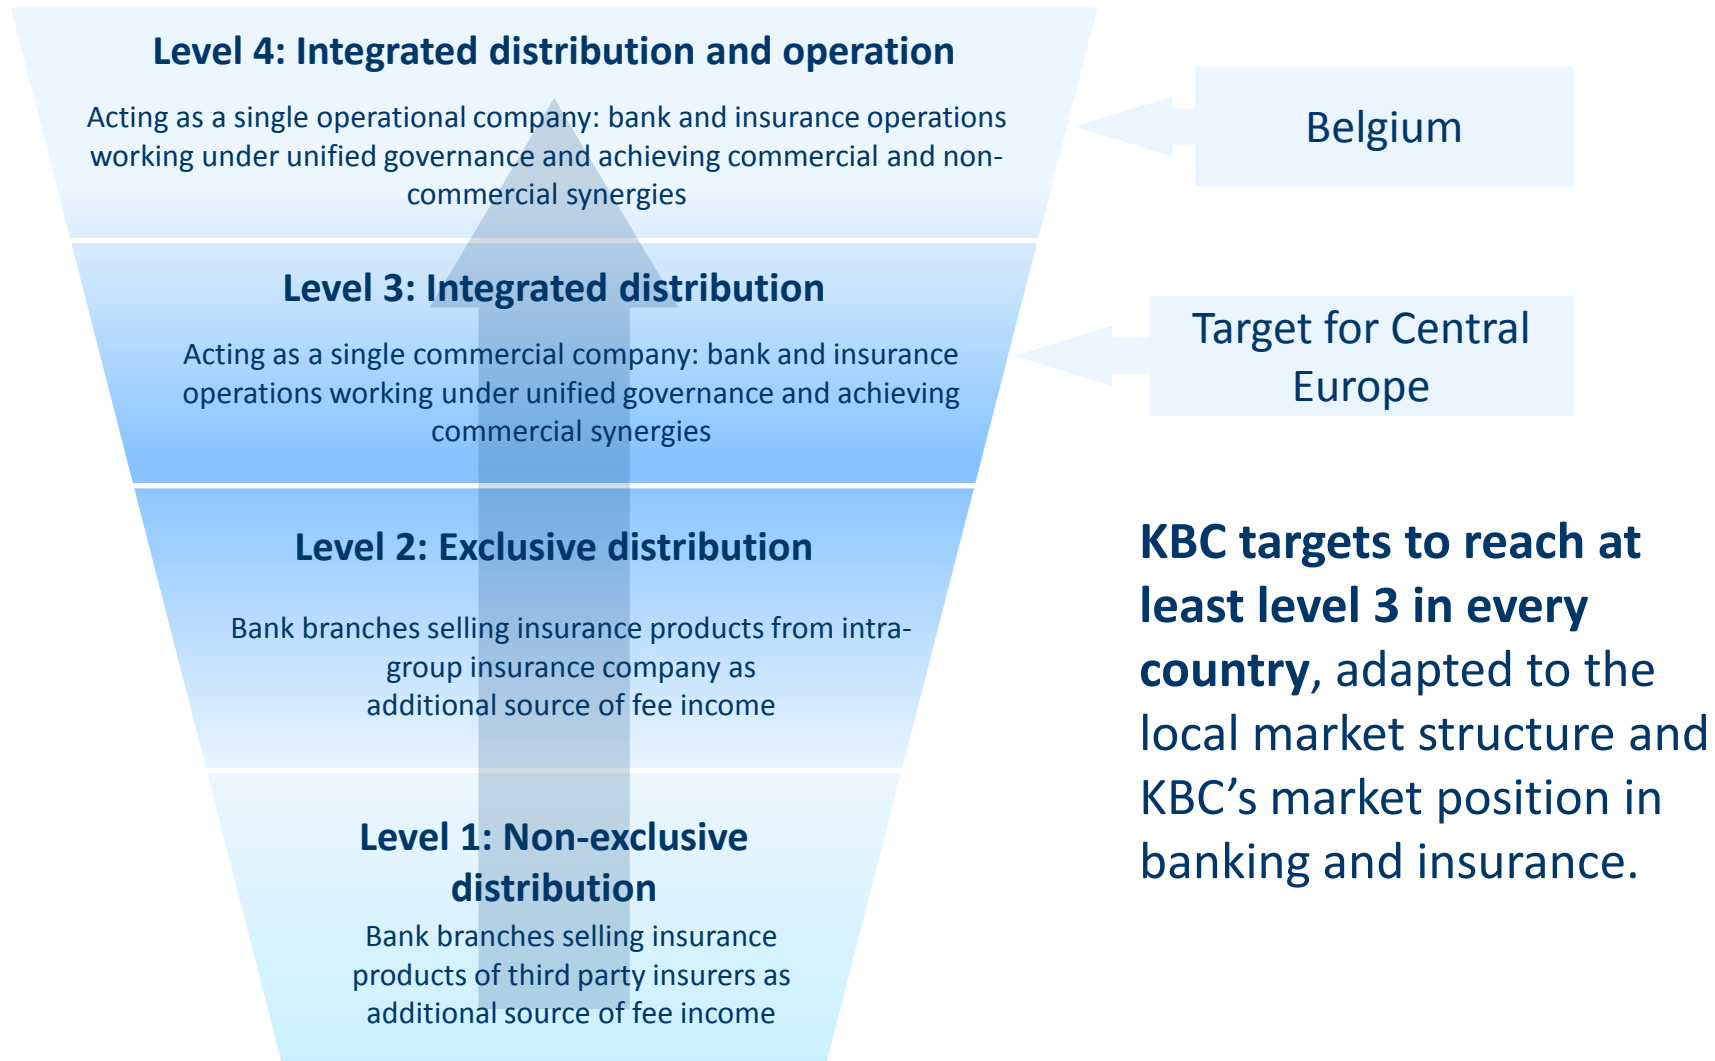 Level 4: Integrated distribution and operation
Acting as a single operational company: bank and insurance operations
working under unified governance and achieving commercial and non-
commercial synergies
Belgium
Level 3: Integrated distribution
Acting as a single commercial company: bank and insurance
operations working under unified governance and achieving
commercial synergies
Target for Central
Europe
Level 2: Exclusive distribution
Bank branches selling insurance products from intra-
group insurance company as
additional source of fee income
Level 1: Non-exclusive
distribution
Bank branches selling insurance
products of third party insurers as
additional source of fee income
KBC targets to reach at
least level 3 in every
country, adapted to the
local market structure and
KBC’s market position in
banking and insurance.